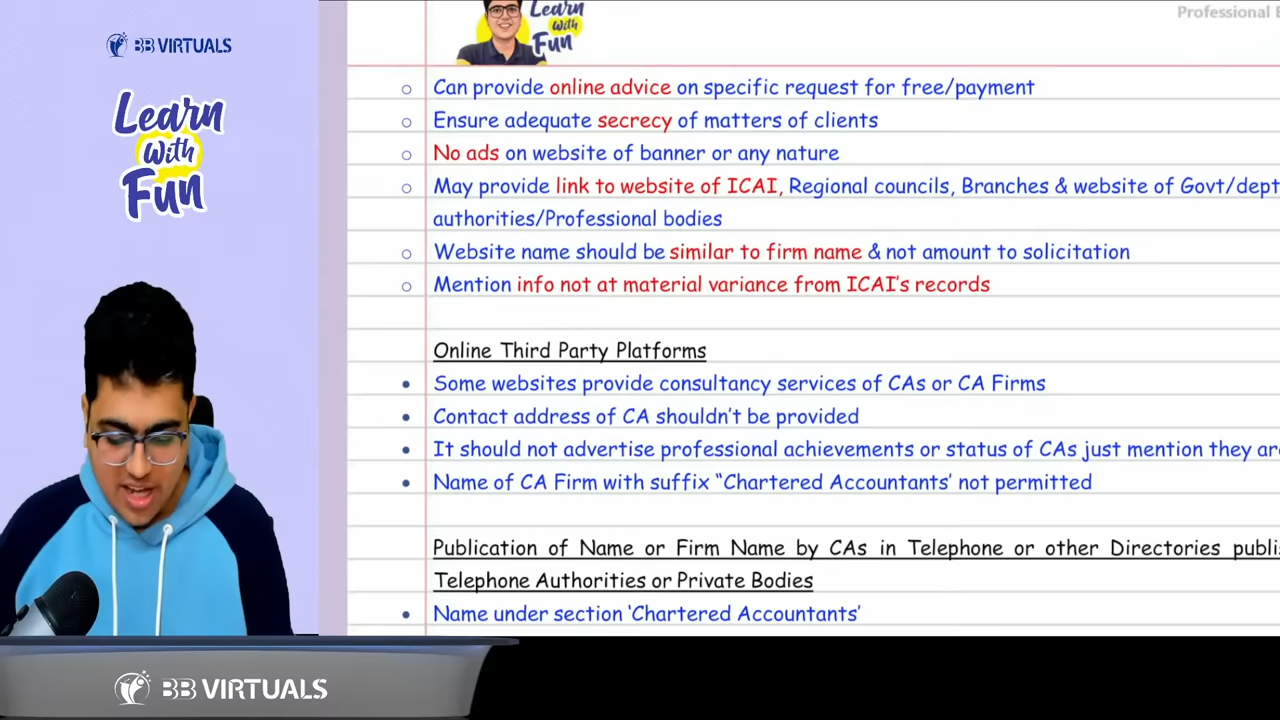 BB VIRTUALS
Learn
With
Fun
Learn
With
Fun
Professional
Can provide online advice on specific request for free/payment
Ensure adequate secrecy of matters of clients
No ads on website of banner or any nature
May provide link to website of ICAI, Regional councils, Branches & website of Govt/dept
authorities/Professional bodies
Website name should be similar to firm name & not amount to solicitation
Mention info not at material variance from ICAI's records
Online Third Party Platforms
Some websites provide consultancy services of CAs or CA Firms
Contact address of CA shouldn't be provided
It should not advertise professional achievements or status of CAs just mention they
Name of CA Firm with suffix "Chartered Accountants' not permitted
Publication of Name or Firm Name by CAs in Telephone or other Directories
Telephone Authorities or Private Bodies
Name under section 'Chartered Accountants'
BB VIRTUALS